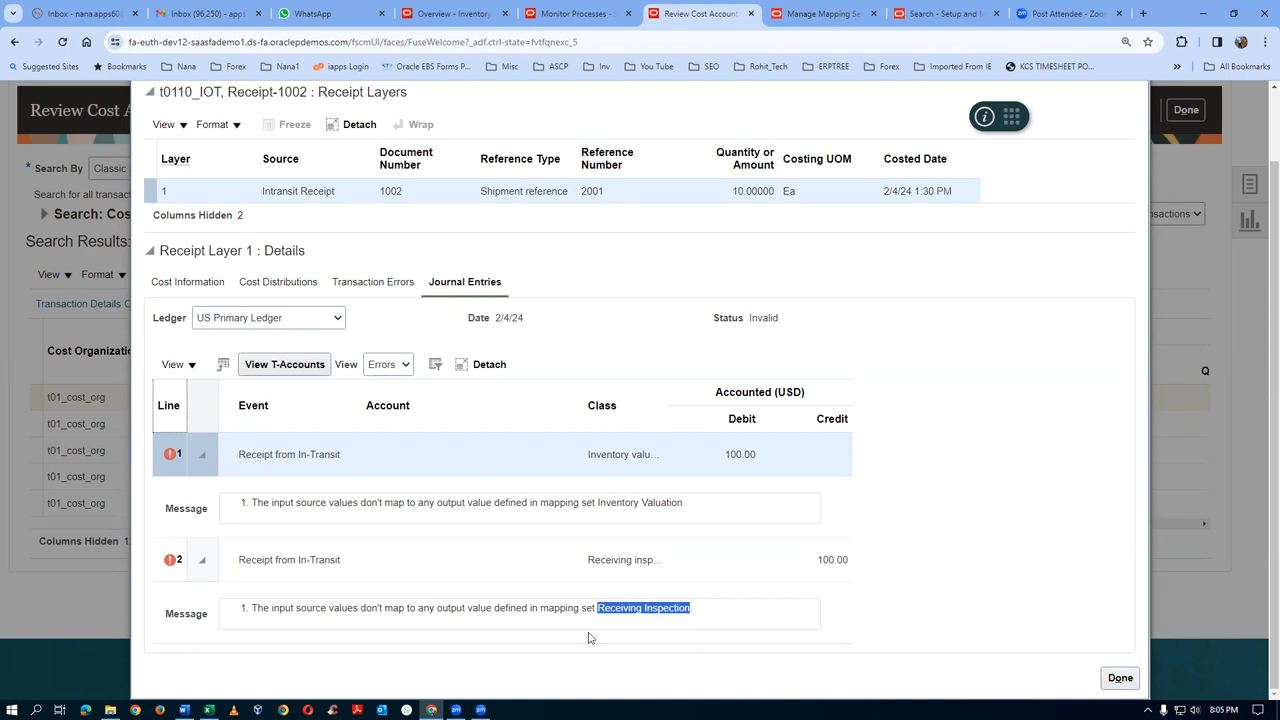 Inbox (96,250) - nana.apps60
Inbox (4) - apps
WhatsApp
Overview - Inventory
Monitor Processes - S
Review Cost Account
Manage Mapping Se
Search - Setup and
Post Attendee - Zoo
fa-euth-dev12-saasfademo1.ds-fa.oraclepdemos.com/fscmUI/faces/FuseWelcome?_adf.ctrl-state=fvtfqnexc_5
Suggested Sites
Bookmarks
Nana
Forex
Nana1
iapps Login
Oracle EBS Forms P...
Misc
ASCP
Inv
You Tube
SEO
Rohit_Tech
ERPTREE
Forex
Imported From IE
KCS TIMESHEET PO...
»
All Bookmarks
Review Cost A
Done
* Search By Classic
Search for all transac
Search: Cos
Search Results:
View Format
Transaction Details C
Cost Organizatio
t01_cost_org
t01_cost_org
t01_cost_org
t01_cost_org
t01_cost_org
Columns Hidden 1
nsactions
Q
t0110_IOT, Receipt-1002 : Receipt Layers
View Format Freeze Detach Wrap
Layer Source Document Number Reference Type Reference Number Quantity or Amount Costing UOM Costed Date
1 Intransit Receipt 1002 Shipment reference 2001 10.00000 Ea 2/4/24 1:30 PM
Columns Hidden 2
Receipt Layer 1 : Details
Cost Information Cost Distributions Transaction Errors Journal Entries
Ledger US Primary Ledger Date 2/4/24 Status Invalid
View View T-Accounts View Errors Detach
Accounted (USD)
Line Event Account Class Debit Credit
1 Receipt from In-Transit Inventory valu... 100.00
Message 1. The input source values don't map to any output value defined in mapping set Inventory Valuation.
2 Receipt from In-Transit Receiving insp... 100.00
Message 1. The input source values don't map to any output value defined in mapping set Receiving Inspection.
Done
8:05 PM